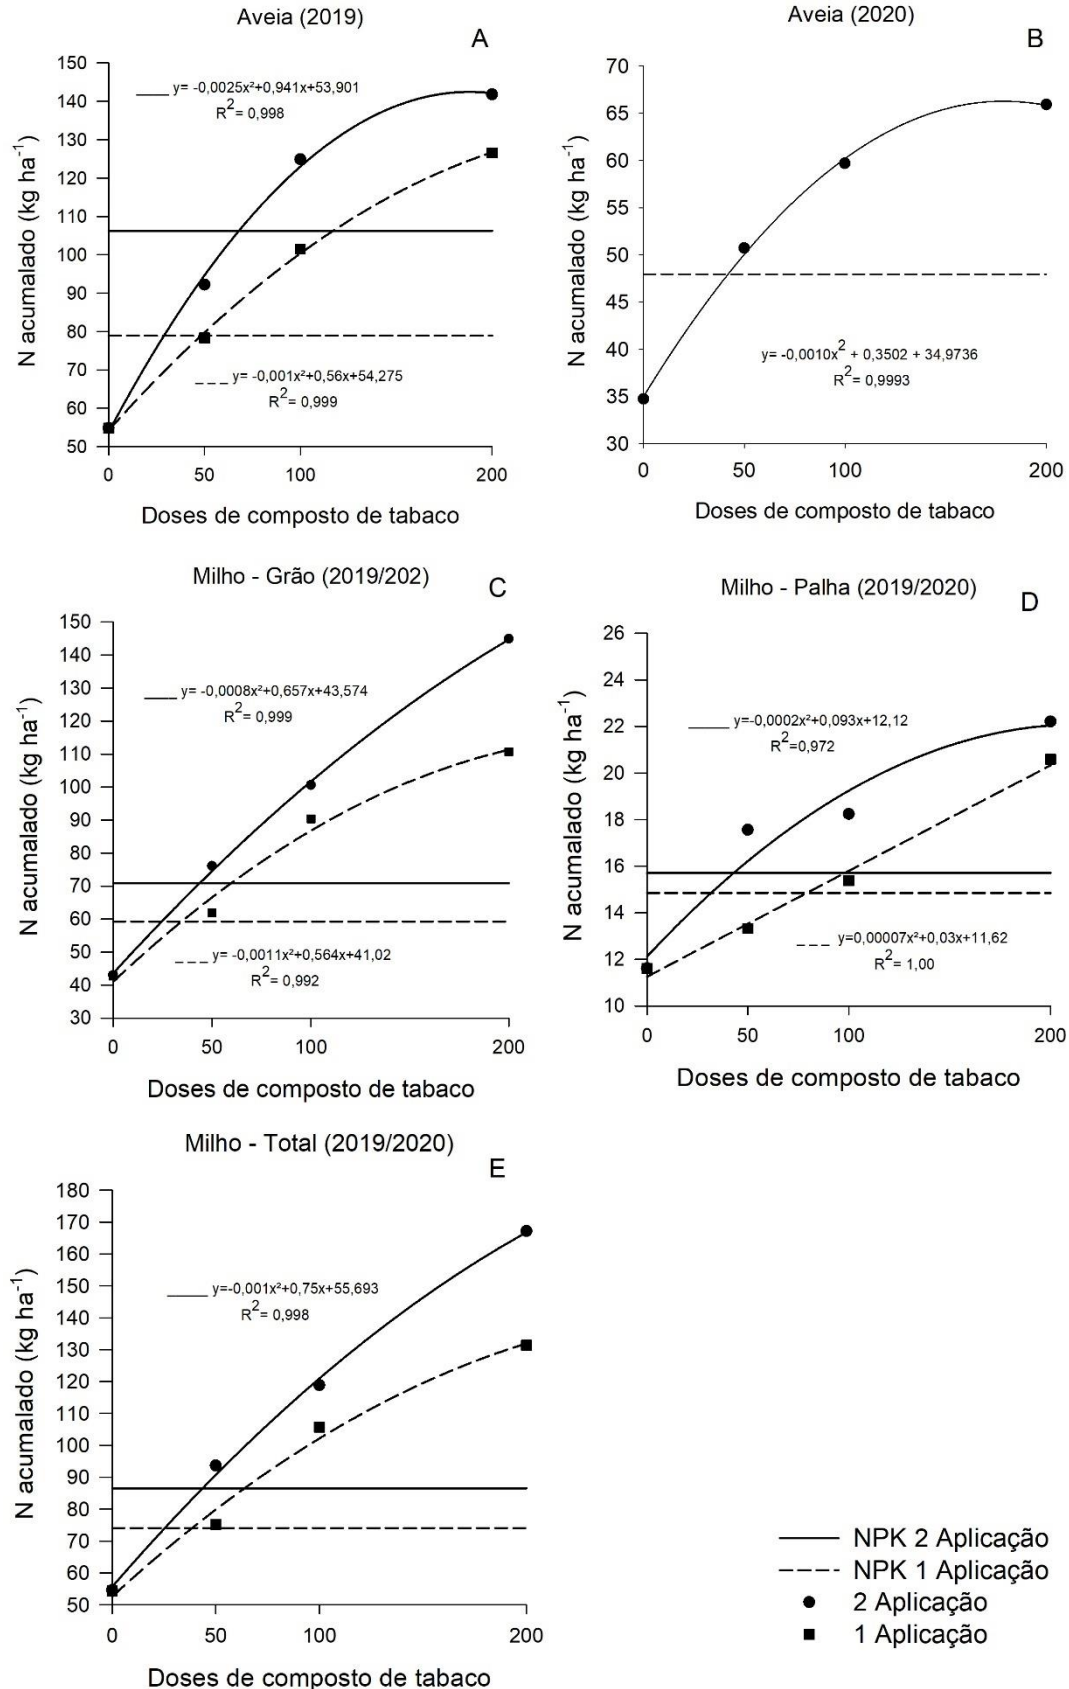 Aveia (2019)
A
N acumalado (kg ha⁻¹)
150
140
130
120
110
100
90
80
70
60
50
y= -0,0025x²+0,941x+53,901
R²= 0,998
y= -0,001x²+0,56x+54,275
R²= 0,999
0 50 100 200
Doses de composto de tabaco
Aveia (2020)
B
N acumalado (kg ha⁻¹)
70
65
60
55
50
45
40
35
30
y= -0,0010x² + 0,3502 + 34,9736
R²= 0,9993
0 50 100 200
Doses de composto de tabaco
Milho - Grão (2019/202)
C
N acumalado (kg ha⁻¹)
150
140
130
120
110
100
90
80
70
60
50
40
30
y= -0,0008x²+0,657x+43,574
R²= 0,999
y= -0,0011x²+0,564x+41,02
R²= 0,992
0 50 100 200
Doses de composto de tabaco
Milho - Palha (2019/2020)
D
N acumalado (kg ha⁻¹)
26
24
22
20
18
16
14
12
10
y=-0,0002x²+0,093x+12,12
R²=0,972
y=0,00007x²+0,03x+11,62
R²= 1,00
0 50 100 200
Doses de composto de tabaco
Milho - Total (2019/2020)
E
N acumalado (kg ha⁻¹)
180
170
160
150
140
130
120
110
100
90
80
70
60
50
y=-0,001x²+0,75x+55,693
R²= 0,998
0 50 100 200
Doses de composto de tabaco
NPK 2 Aplicação
NPK 1 Aplicação
2 Aplicação
1 Aplicação